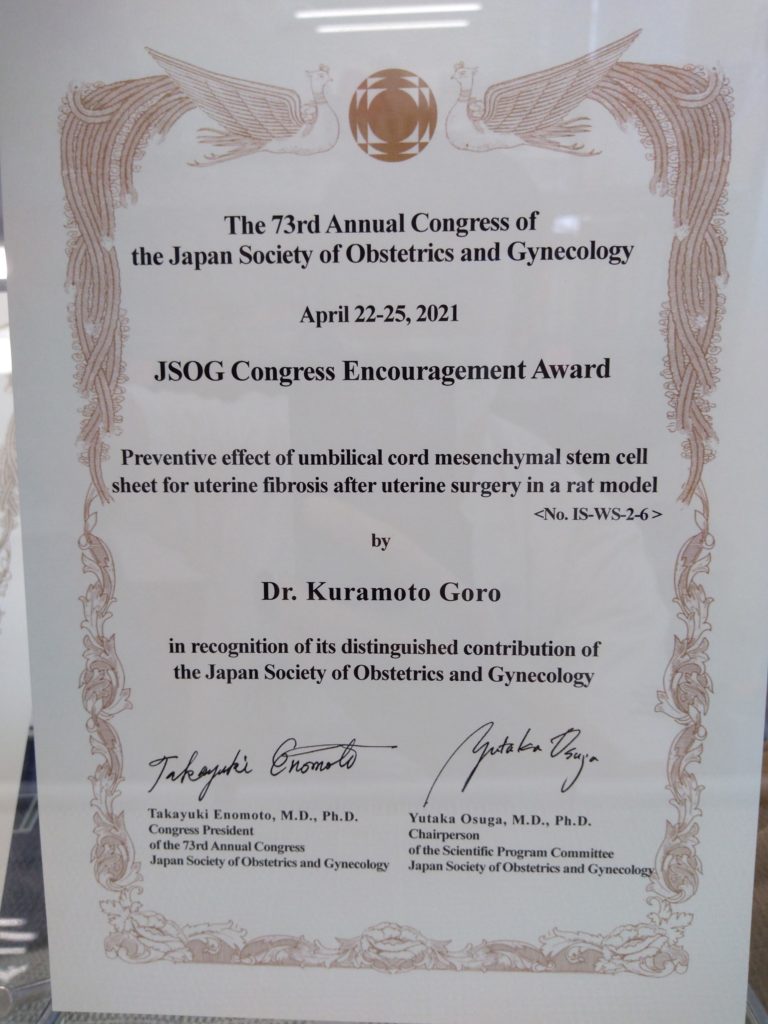 The 73rd Annual Congress of
the Japan Society of Obstetrics and Gynecology
April 22-25, 2021
JSOG Congress Encouragement Award
Preventive effect of umbilical cord mesenchymal stem cell
sheet for uterine fibrosis after uterine surgery in a rat model
<No. IS-WS-2-6 >
by
Dr. Kuramoto Goro
in recognition of its distinguished contribution of
the Japan Society of Obstetrics and Gynecology
Takayuki Enomoto
Yutaka Osuga
Takayuki Enomoto, M.D., Ph.D.
Congress President
of the 73rd Annual Congress
Japan Society of Obstetrics and Gynecology
Yutaka Osuga, M.D., Ph.D.
Chairperson
of the Scientific Program Committee
Japan Society of Obstetrics and Gynecology